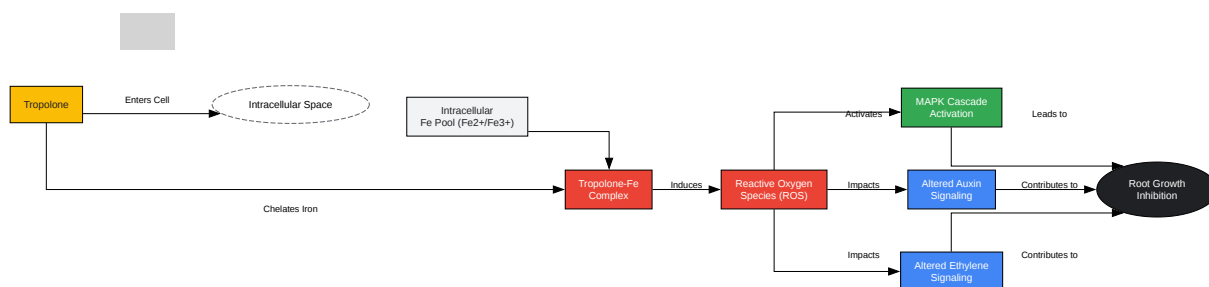 Tropolone
Enters Cell
Intracellular Space
Intracellular
Fe Pool (Fe2+/Fe3+)
Chelates Iron
Tropolone-Fe
Complex
Induces
Reactive Oxygen
Species (ROS)
Activates
MAPK Cascade
Activation
Leads to
Impacts
Altered Auxin
Signaling
Contributes to
Root Growth
Inhibition
Impacts
Altered Ethylene
Signaling
Contributes to